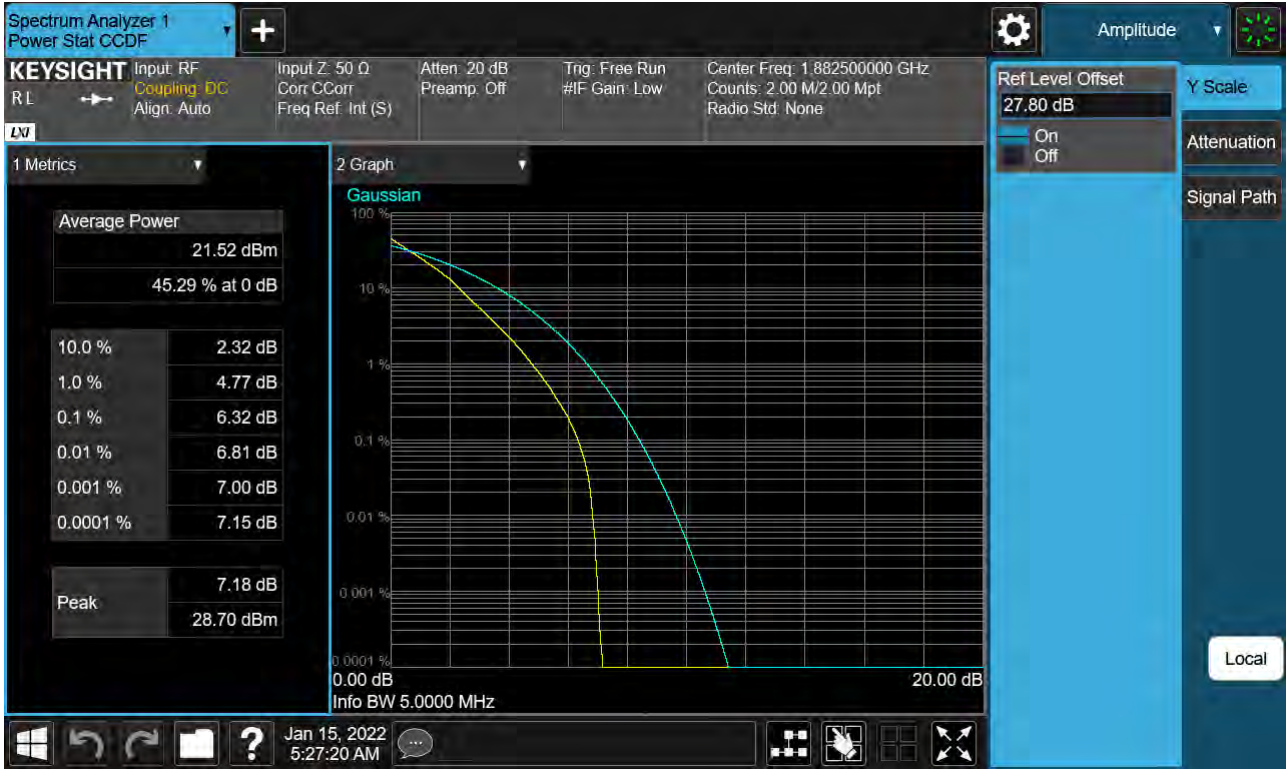 Spectrum Analyzer 1
Power Stat CCDF
Amplitude
KEYSIGHT
RL
LXI
Input: RF
Coupling: DC
Align: Auto
Input Z: 50 Ω
Corr CCorr
Freq Ref: Int (S)
Atten: 20 dB
Preamp: Off
Trig: Free Run
#IF Gain: Low
Center Freq: 1.882500000 GHz
Counts: 2.00 M/2.00 Mpt
Radio Std: None
Ref Level Offset
27.80 dB
On
Off
Y Scale
Attenuation
Signal Path
1 Metrics
Average Power
21.52 dBm
45.29 % at 0 dB
10.0 % 2.32 dB
1.0 % 4.77 dB
0.1 % 6.32 dB
0.01 % 6.81 dB
0.001 % 7.00 dB
0.0001 % 7.15 dB
Peak
7.18 dB
28.70 dBm
2 Graph
Gaussian
100 %
10 %
1 %
0.1 %
0.01 %
0.001 %
0.0001 %
0.00 dB 20.00 dB
Info BW 5.0000 MHz
Local
?
Jan 15, 2022
5:27:20 AM